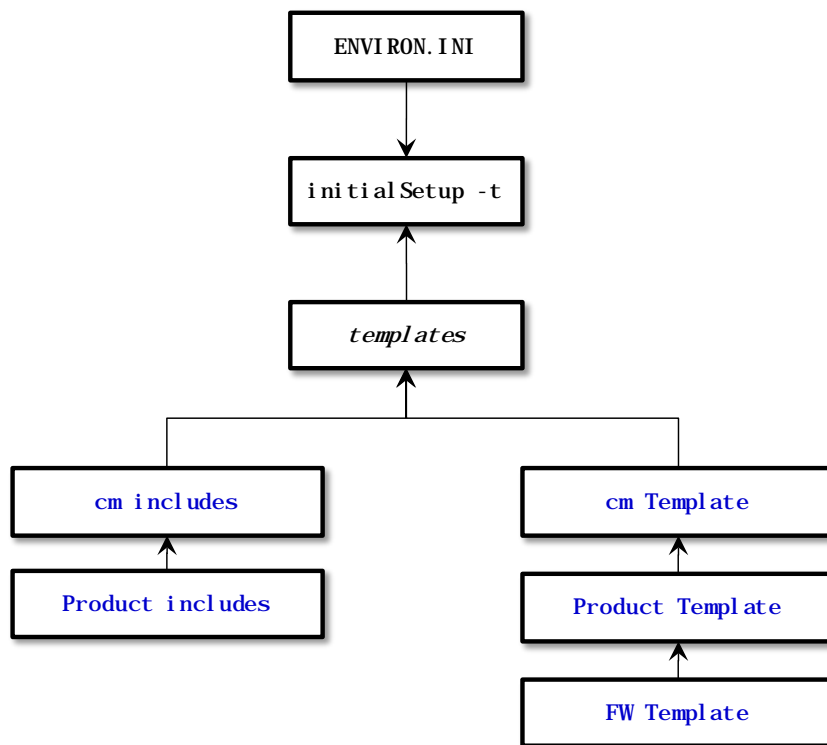 ENVIRON.INI
initialSetup -t
templates
cm includes
cm Template
Product includes
Product Template
FW Template